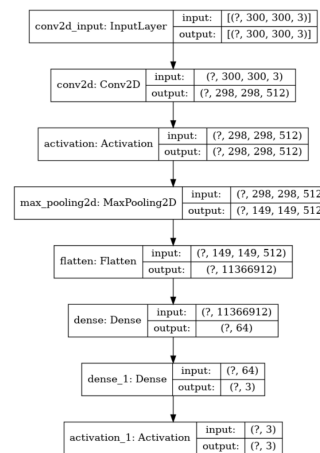 conv2d_input: InputLayer
input: [(?, 300, 300, 3)]
output: [(?, 300, 300, 3)]
conv2d: Conv2D
input: (?, 300, 300, 3)
output: (?, 298, 298, 512)
activation: Activation
input: (?, 298, 298, 512)
output: (?, 298, 298, 512)
max_pooling2d: MaxPooling2D
input: (?, 298, 298, 512
output: (?, 149, 149, 512
flatten: Flatten
input: (?, 149, 149, 512)
output: (?, 11366912)
dense: Dense
input: (?, 11366912)
output: (?, 64)
dense_1: Dense
input: (?, 64)
output: (?, 3)
activation_1: Activation
input: (?, 3)
output: (?, 3)